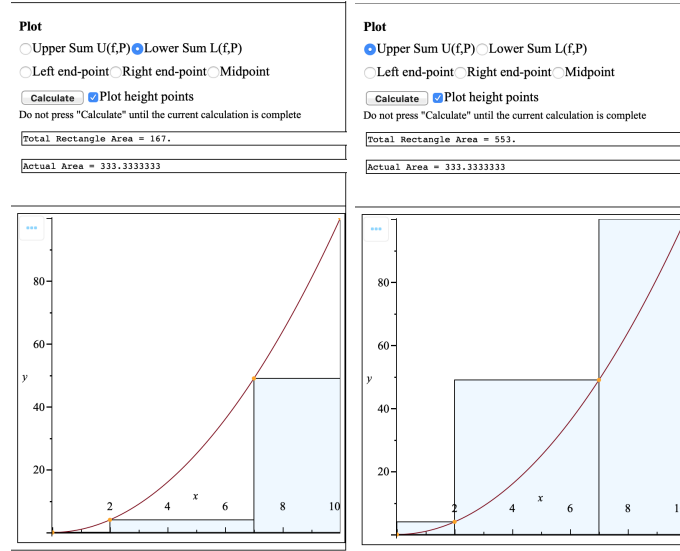 Plot
Upper Sum U(f,P) Lower Sum L(f,P)
Left end-point Right end-point Midpoint
Calculate Plot height points
Do not press "Calculate" until the current calculation is complete
Total Rectangle Area = 167.
Actual Area = 333.3333333
80
60
y
40
20
2 4 x 6 8 10
Plot
Upper Sum U(f,P) Lower Sum L(f,P)
Left end-point Right end-point Midpoint
Calculate Plot height points
Do not press "Calculate" until the current calculation is complete
Total Rectangle Area = 553.
Actual Area = 333.3333333
80
60
y
40
20
2 4 x 6 8 1